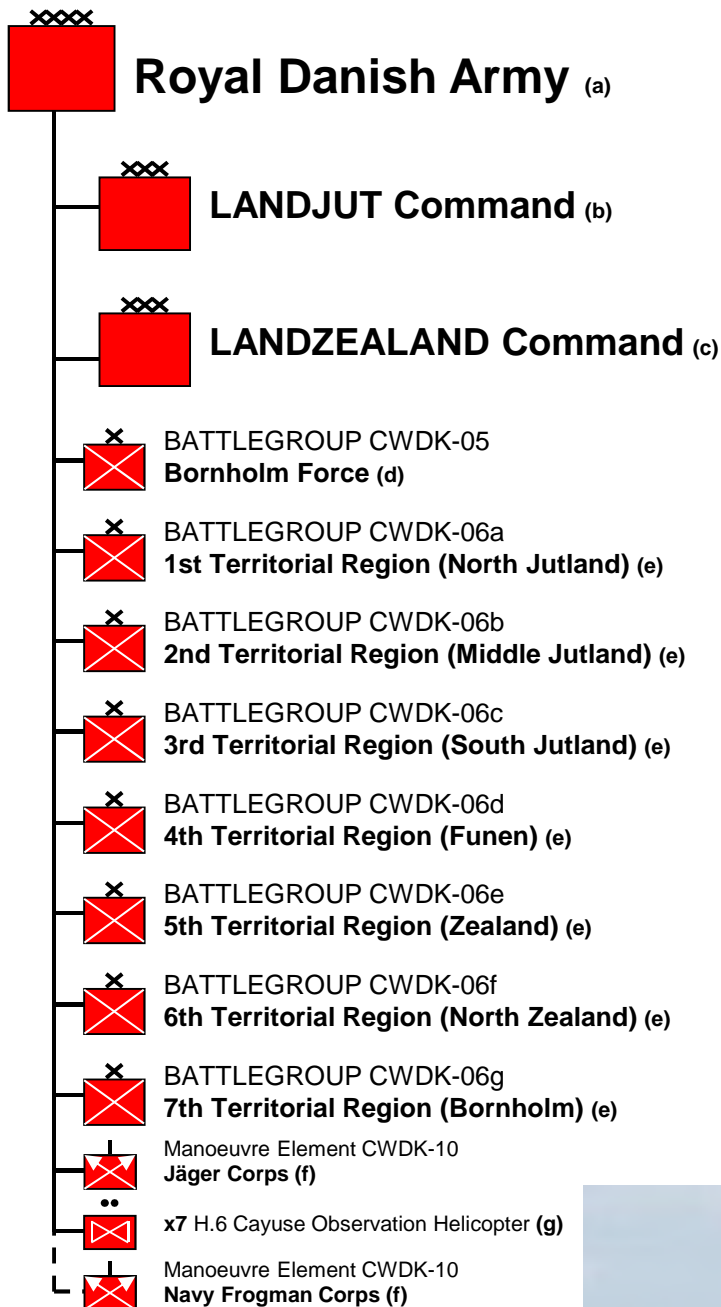 Royal Danish Army (a)
LANDJUT Command (b)
LANDZEALAND Command (c)
BATTLEGROUP CWDK-05
Bornholm Force (d)
BATTLEGROUP CWDK-06a
1st Territorial Region (North Jutland) (e)
BATTLEGROUP CWDK-06b
2nd Territorial Region (Middle Jutland) (e)
BATTLEGROUP CWDK-06c
3rd Territorial Region (South Jutland) (e)
BATTLEGROUP CWDK-06d
4th Territorial Region (Funen) (e)
BATTLEGROUP CWDK-06e
5th Territorial Region (Zealand) (e)
BATTLEGROUP CWDK-06f
6th Territorial Region (North Zealand) (e)
BATTLEGROUP CWDK-06g
7th Territorial Region (Bornholm) (e)
Manoeuvre Element CWDK-10
Jäger Corps (f)
x7 H.6 Cayuse Observation Helicopter (g)
Manoeuvre Element CWDK-10
Navy Frogman Corps (f)